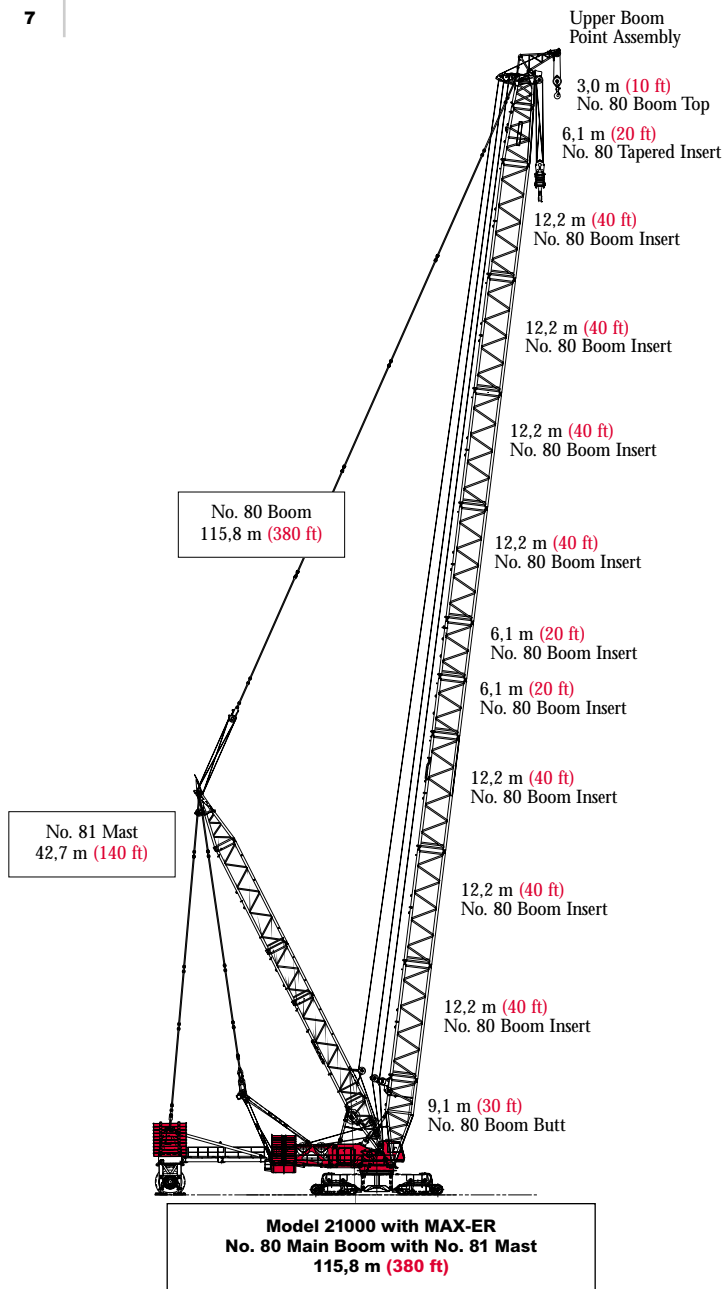 7
Upper Boom
Point Assembly
3,0 m (10 ft)
No. 80 Boom Top
6,1 m (20 ft)
No. 80 Tapered Insert
12,2 m (40 ft)
No. 80 Boom Insert
12,2 m (40 ft)
No. 80 Boom Insert
12,2 m (40 ft)
No. 80 Boom Insert
No. 80 Boom
115,8 m (380 ft)
12,2 m (40 ft)
No. 80 Boom Insert
6,1 m (20 ft)
No. 80 Boom Insert
6,1 m (20 ft)
No. 80 Boom Insert
12,2 m (40 ft)
No. 80 Boom Insert
No. 81 Mast
42,7 m (140 ft)
12,2 m (40 ft)
No. 80 Boom Insert
12,2 m (40 ft)
No. 80 Boom Insert
9,1 m (30 ft)
No. 80 Boom Butt
Model 21000 with MAX-ER
No. 80 Main Boom with No. 81 Mast
115,8 m (380 ft)